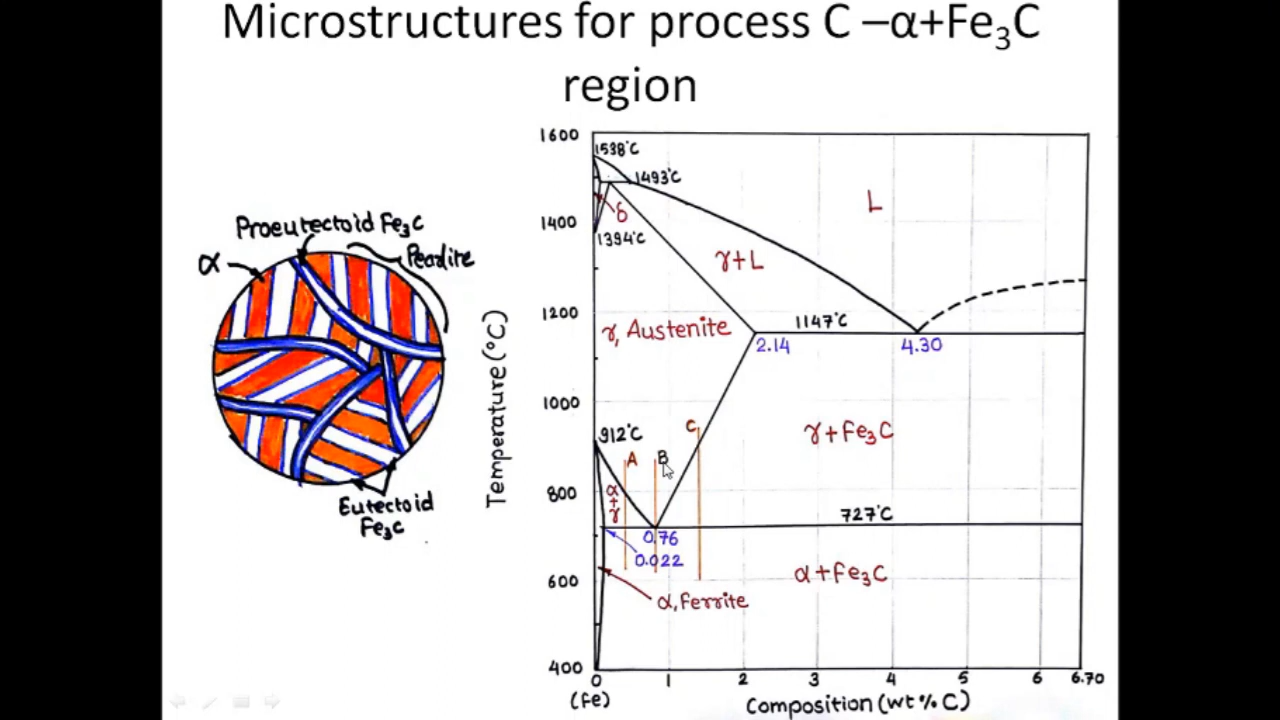 Microstructures for process C –α+Fe₃C
region
Proeutectoid Fe₃C
α
Pearlite
Eutectoid
Fe₃C
Temperature (°C)
1600
1400
1200
1000
800
600
400
1538°C
1493°C
δ
1394°C
L
γ+L
γ, Austenite
1147°C
2.14
4.30
912°C
A
B
C
γ+Fe₃C
α
+
γ
727°C
0.76
0.022
α+Fe₃C
α, Ferrite
0
1
2
3
4
5
6
6.70
(Fe)
Composition (wt % C)